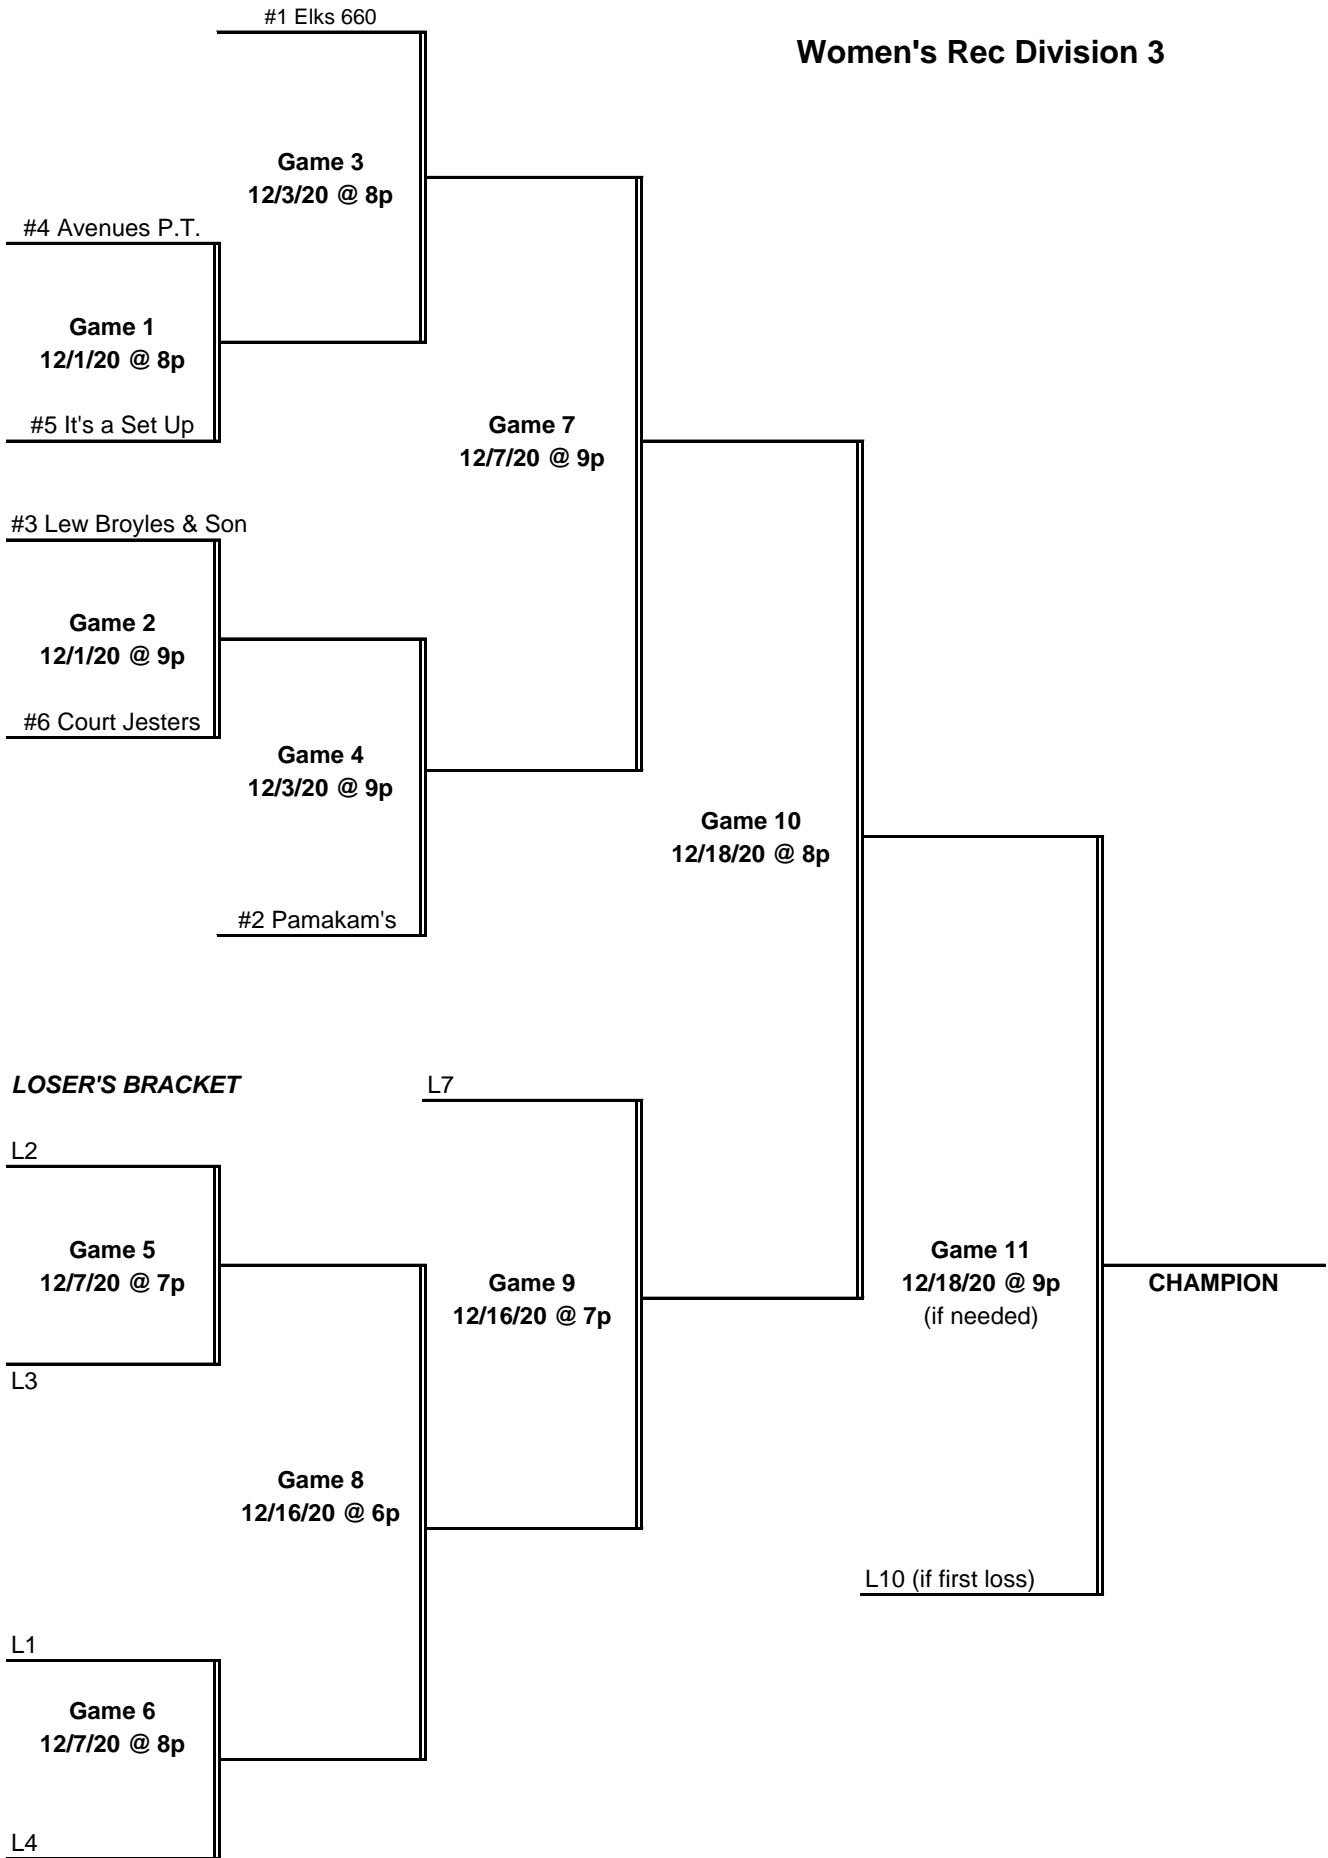 #1 Elks 660
Women's Rec Division 3
Game 3
12/3/20 @ 8p
#4 Avenues P.T.
Game 1
12/1/20 @ 8p
#5 It's a Set Up
Game 7
12/7/20 @ 9p
#3 Lew Broyles & Son
Game 2
12/1/20 @ 9p
#6 Court Jesters
Game 4
12/3/20 @ 9p
Game 10
12/18/20 @ 8p
#2 Pamakam's
LOSER'S BRACKET
L7
L2
Game 5
12/7/20 @ 7p
Game 9
12/16/20 @ 7p
Game 11
12/18/20 @ 9p
(if needed)
CHAMPION
L3
Game 8
12/16/20 @ 6p
L10 (if first loss)
L1
Game 6
12/7/20 @ 8p
L4